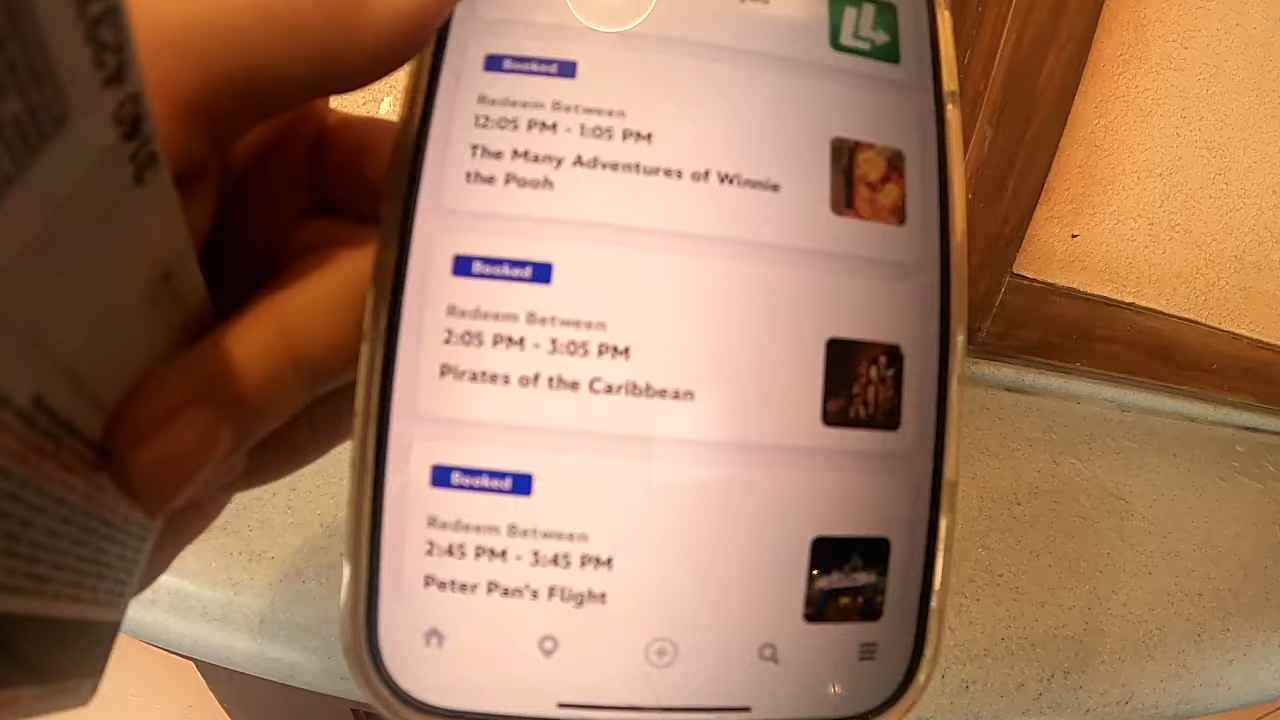 Booked
Redeem Between
12:05 PM - 1:05 PM
The Many Adventures of Winnie
the Pooh
Booked
Redeem Between
2:05 PM - 3:05 PM
Pirates of the Caribbean
Booked
Redeem Between
2:45 PM - 3:45 PM
Peter Pan's Flight